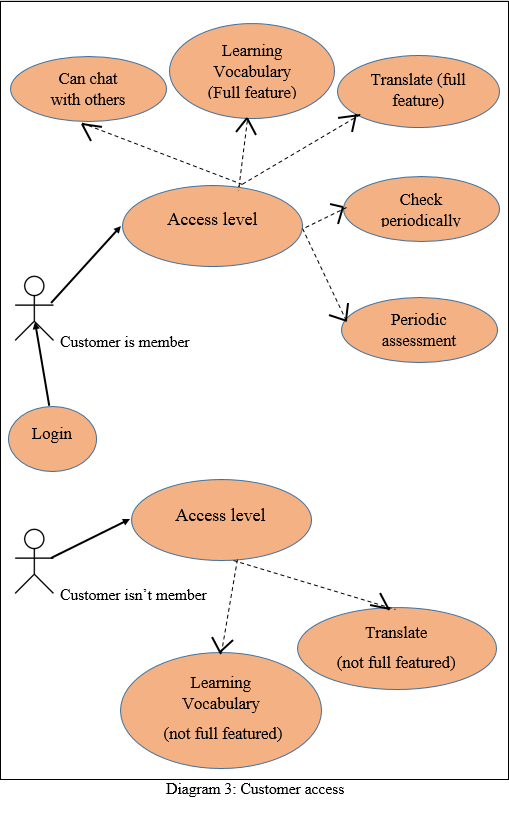 Can chat
with others
Learning
Vocabulary
(Full feature)
Translate (full
feature)
Access level
Check
periodically
Customer is member
Periodic
assessment
Login
Access level
Customer isn't member
Translate
(not full featured)
Learning
Vocabulary
(not full featured)
Diagram 3: Customer access